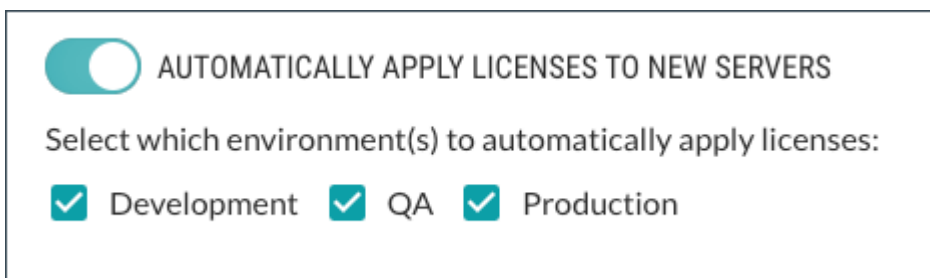 AUTOMATICALLY APPLY LICENSES TO NEW SERVERS
Select which environment(s) to automatically apply licenses:
Development QA Production